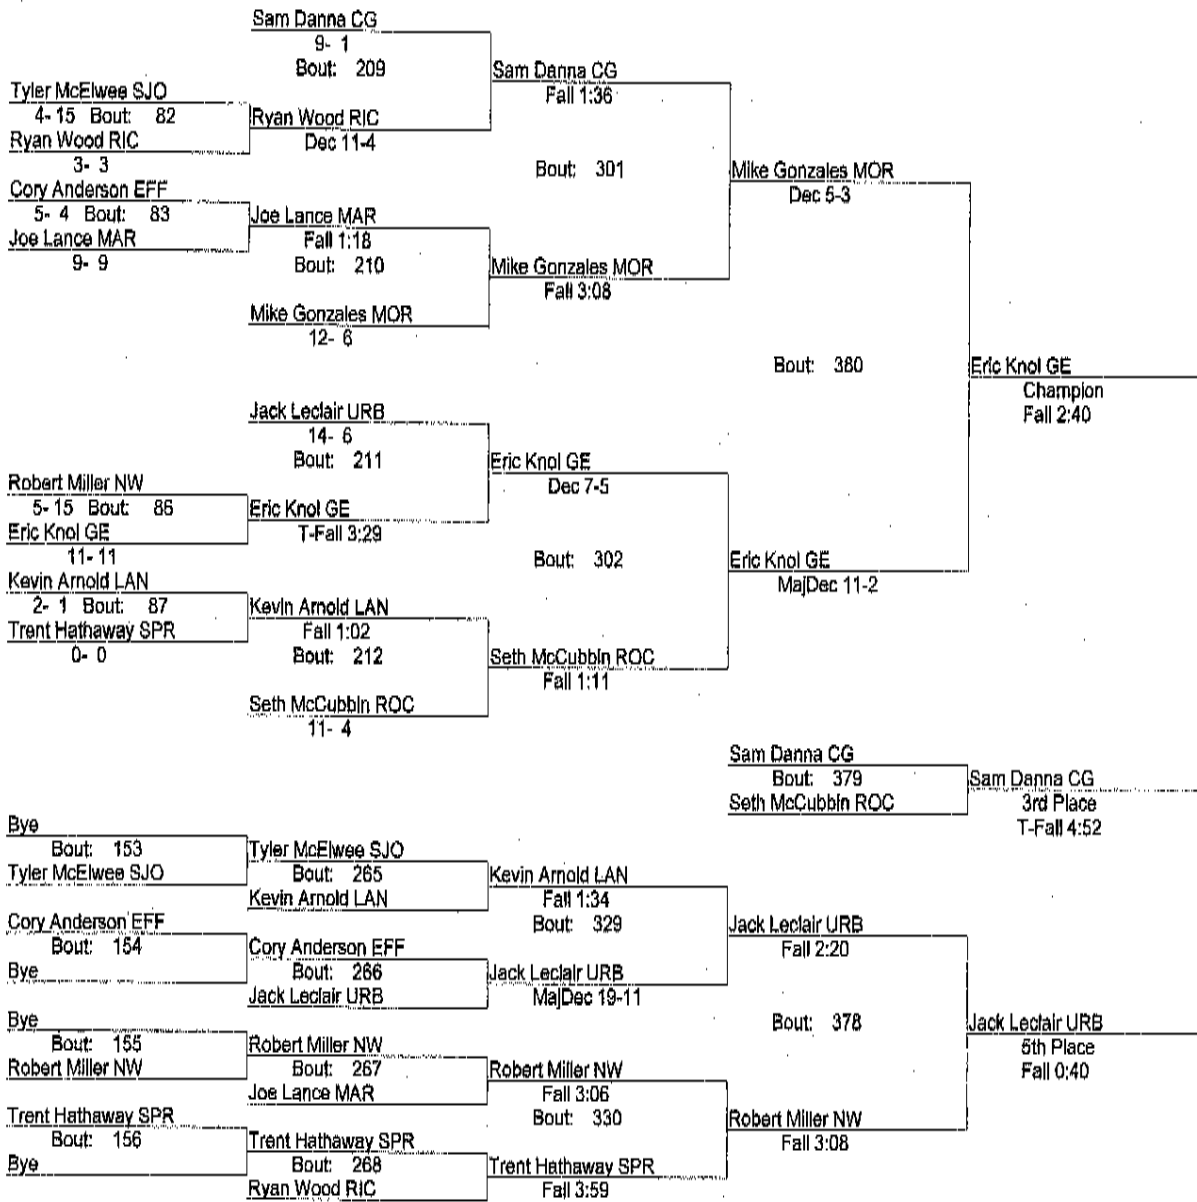 Sam Danna CG
9- 1
Bout: 209
Sam Danna CG
Fall 1:36
Tyler McElwee SJO
4- 15 Bout: 82
Ryan Wood RIC
Dec 11-4
Ryan Wood RIC
3- 3
Bout: 301
Mike Gonzales MOR
Dec 5-3
Cory Anderson EFF
5- 4 Bout: 83
Joe Lance MAR
Fall 1:18
Joe Lance MAR
9- 9
Bout: 210
Mike Gonzales MOR
Fall 3:08
Mike Gonzales MOR
12- 6
Bout: 380
Eric Knol GE
Champion
Fall 2:40
Jack Leclair URB
14- 6
Bout: 211
Eric Knol GE
Dec 7-5
Robert Miller NW
5- 15 Bout: 86
Eric Knol GE
T-Fall 3:29
Eric Knol GE
11- 11
Bout: 302
Eric Knol GE
MajDec 11-2
Kevin Arnold LAN
2- 1 Bout: 87
Kevin Arnold LAN
Fall 1:02
Trent Hathaway SPR
0- 0
Bout: 212
Seth McCubbin ROC
Fall 1:11
Seth McCubbin ROC
11- 4
Sam Danna CG
Bout: 379
Sam Danna CG
Seth McCubbin ROC
3rd Place
T-Fall 4:52
Bye
Bout: 153
Tyler McElwee SJO
Tyler McElwee SJO
Bout: 265
Kevin Arnold LAN
Kevin Arnold LAN
Fall 1:34
Bout: 329
Cory Anderson EFF
Bout: 154
Bye
Cory Anderson EFF
Bout: 266
Jack Leclair URB
Jack Leclair URB
MajDec 19-11
Jack Leclair URB
Fall 2:20
Bout: 378
Jack Leclair URB
5th Place
Fall 0:40
Bye
Bout: 155
Robert Miller NW
Robert Miller NW
Bout: 267
Joe Lance MAR
Robert Miller NW
Fall 3:06
Bout: 330
Robert Miller NW
Fall 3:08
Trent Hathaway SPR
Bout: 156
Bye
Trent Hathaway SPR
Bout: 268
Ryan Wood RIC
Trent Hathaway SPR
Fall 3:59